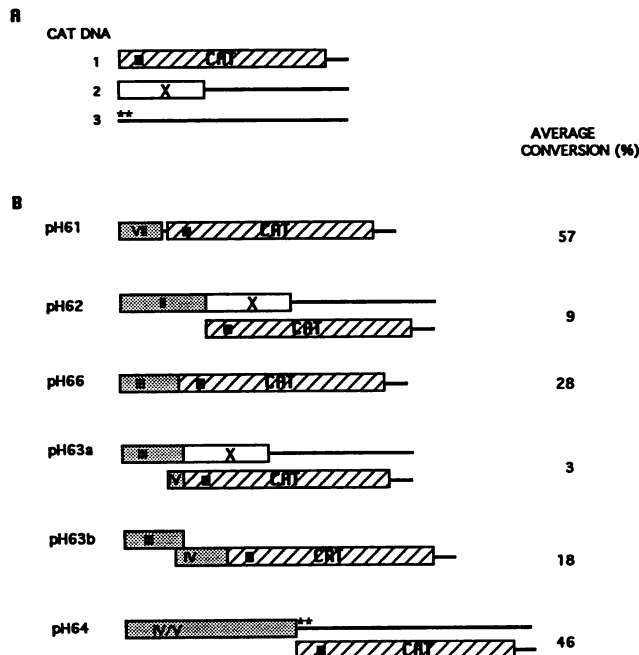 A
CAT DNA
1 CAT
2 X
3 **
AVERAGE
CONVERSION (%)
B
pH61 VII CAT 57
pH62 II X
CAT 9
pH66 III CAT 28
pH63a III X
IV CAT 3
pH63b III
IV CAT 18
pH64 IV/V **
CAT 46